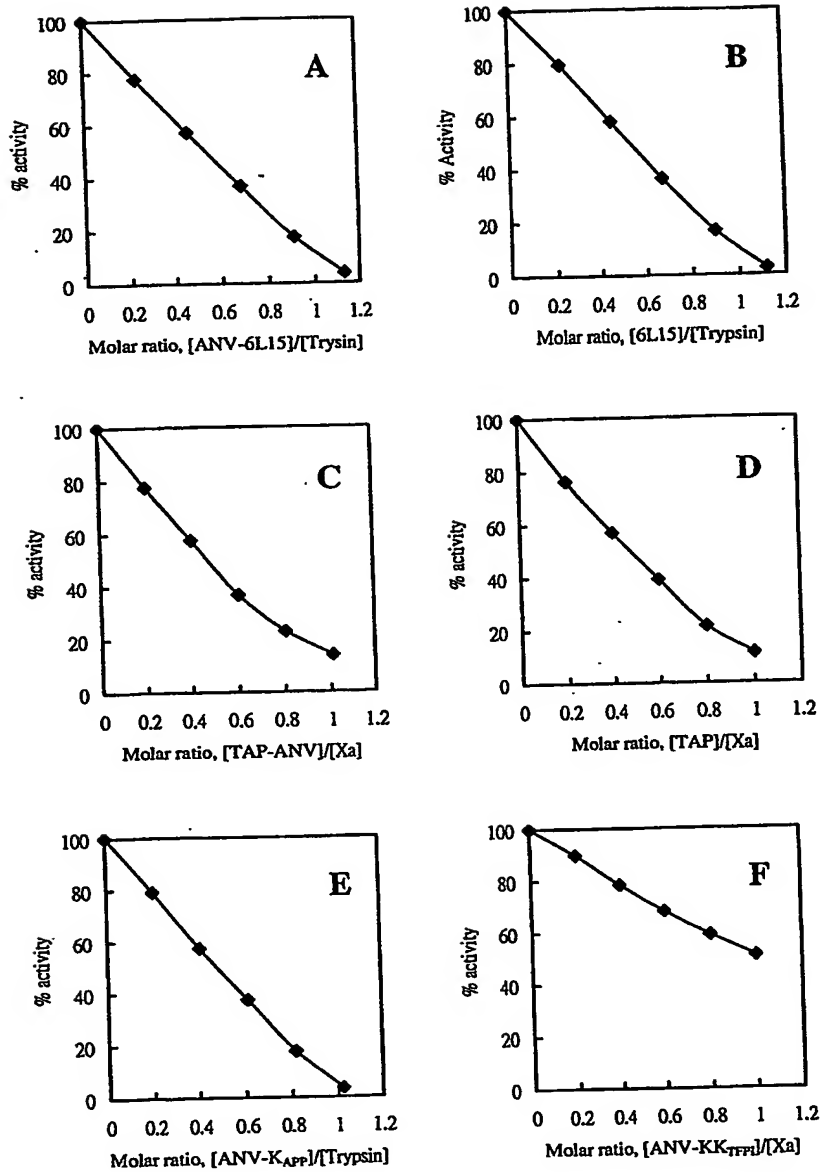 A
% activity
100
80
60
40
20
0
0 0.2 0.4 0.6 0.8 1 1.2
Molar ratio, [ANV-6L15]/[Trysin]
B
% Activity
100
80
60
40
20
0
0 0.2 0.4 0.6 0.8 1 1.2
Molar ratio, [6L15]/[Trypsin]
C
% activity
100
80
60
40
20
0
0 0.2 0.4 0.6 0.8 1 1.2
Molar ratio, [TAP-ANV]/[Xa]
D
% activity
100
80
60
40
20
0
0 0.2 0.4 0.6 0.8 1 1.2
Molar ratio, [TAP]/[Xa]
E
% activity
100
80
60
40
20
0
0 0.2 0.4 0.6 0.8 1 1.2
Molar ratio, [ANV-KAPP]/[Trypsin]
F
% activity
100
80
60
40
20
0
0 0.2 0.4 0.6 0.8 1 1.2
Molar ratio, [ANV-KKTFPI]/[Xa]